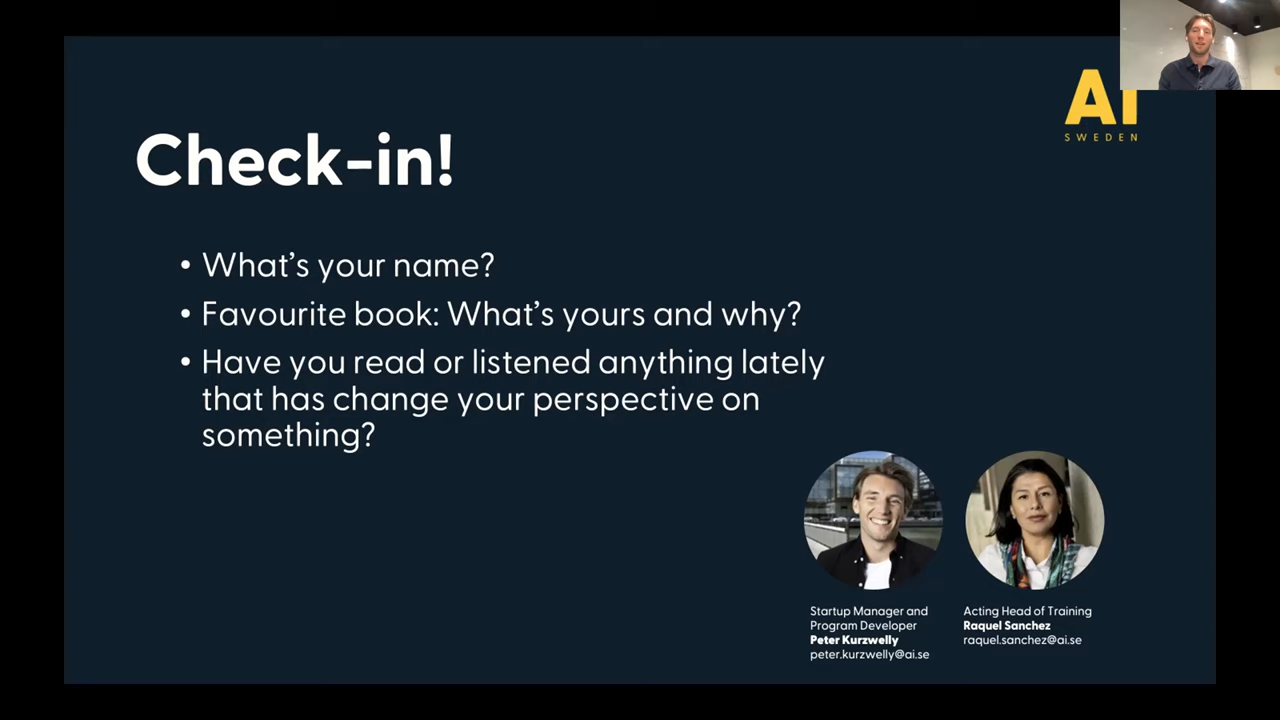 AI
SWEDEN
Check-in!
• What's your name?
• Favourite book: What's yours and why?
• Have you read or listened anything lately
that has change your perspective on
something?
Startup Manager and
Program Developer
Peter Kurzwelly
peter.kurzwelly@ai.se
Acting Head of Training
Raquel Sanchez
raquel.sanchez@ai.se